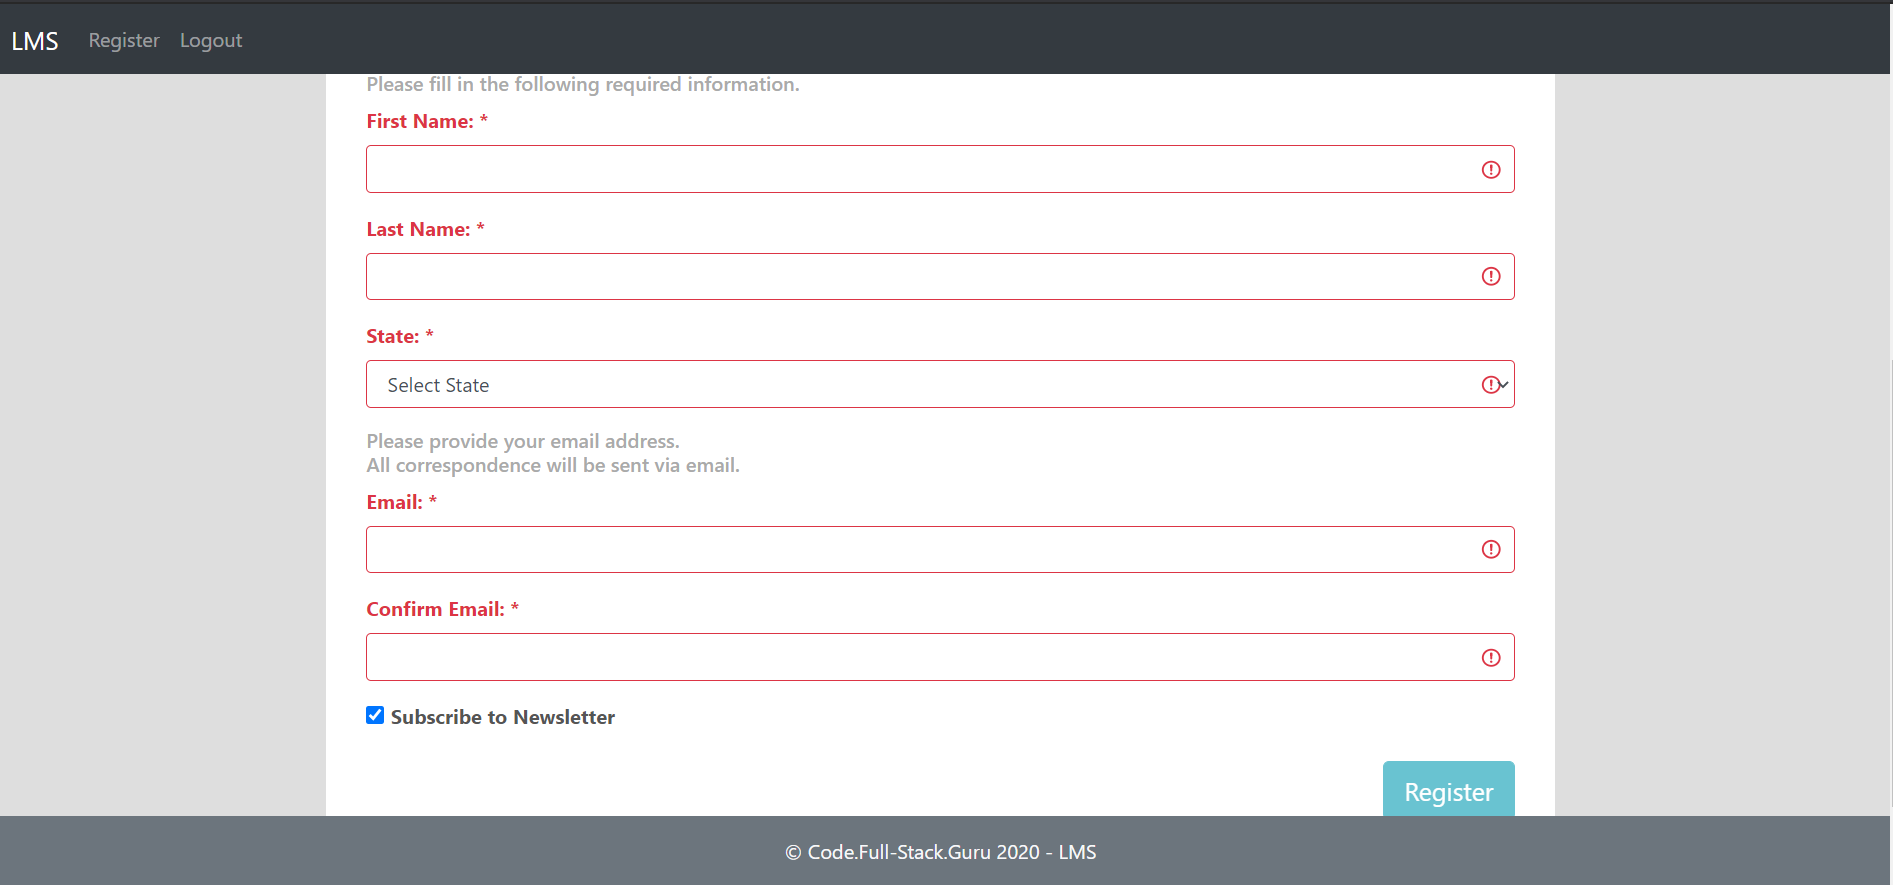 LMS Register Logout
Please fill in the following required information.
First Name: *
Last Name: *
State: *
Select State
Please provide your email address.
All correspondence will be sent via email.
Email: *
Confirm Email: *
Subscribe to Newsletter
Register
© Code.Full-Stack.Guru 2020 - LMS